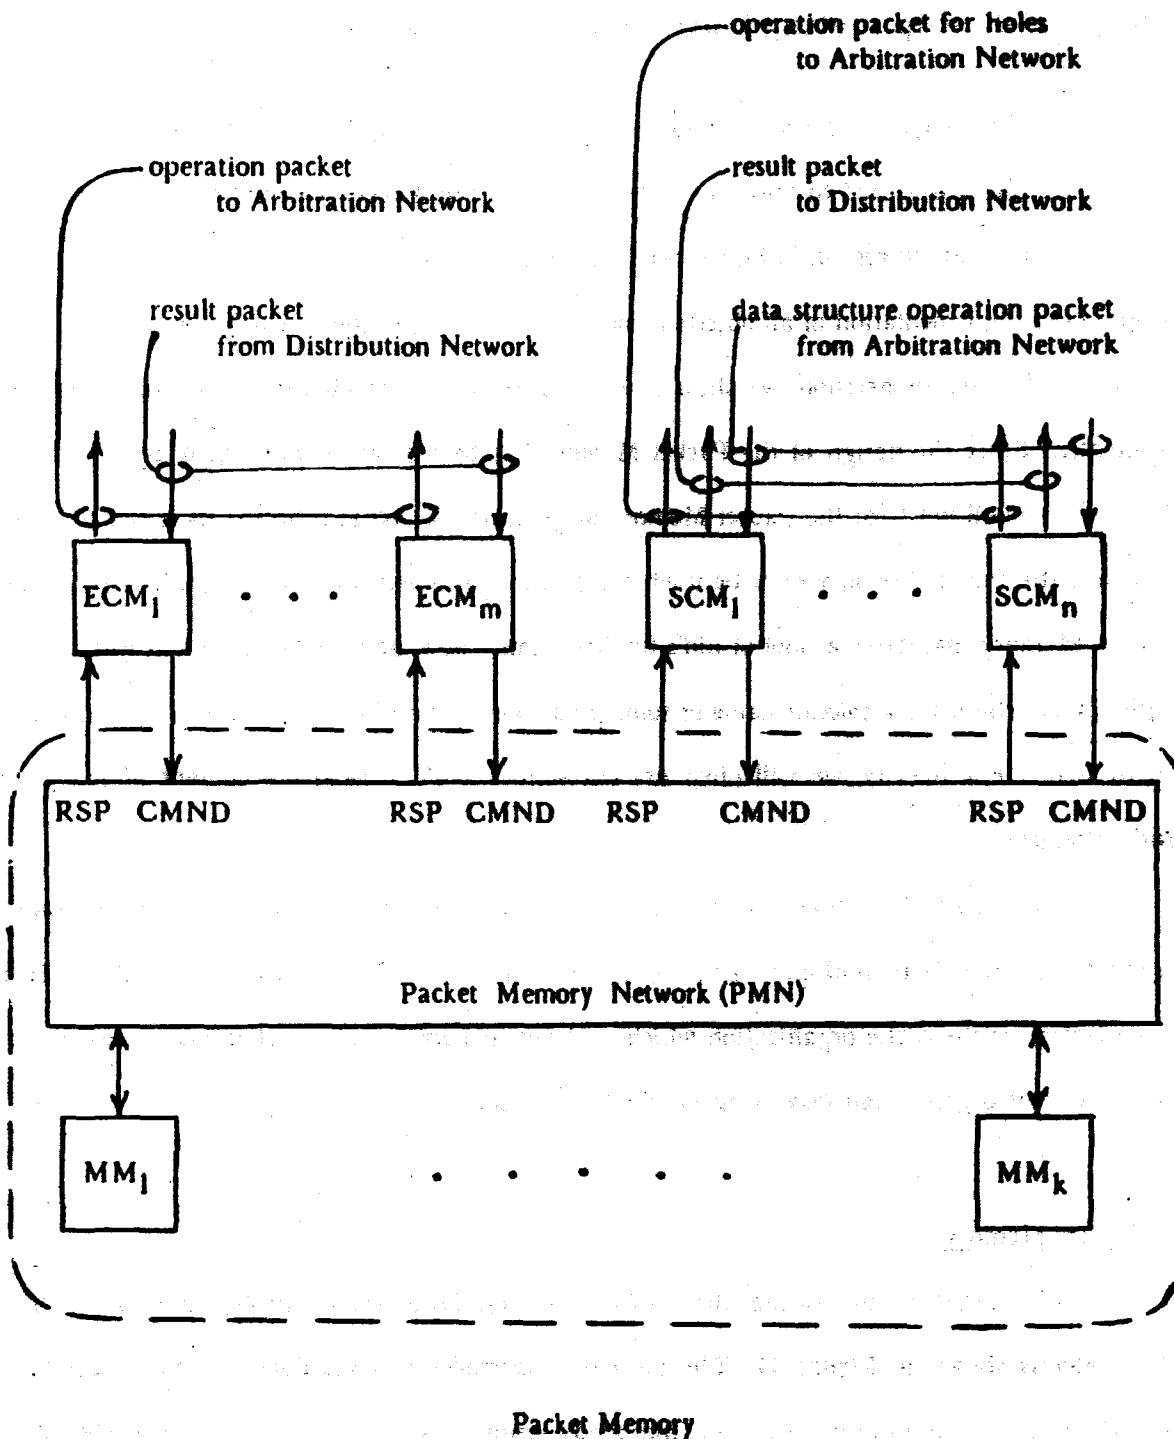 operation packet for holes
to Arbitration Network
operation packet
to Arbitration Network
result packet
to Distribution Network
result packet
from Distribution Network
data structure operation packet
from Arbitration Network
ECM1 . . . ECMm SCM1 . . . SCMn
RSP CMND RSP CMND RSP CMND RSP CMND
Packet Memory Network (PMN)
MM1 . . . . . MMk
Packet Memory